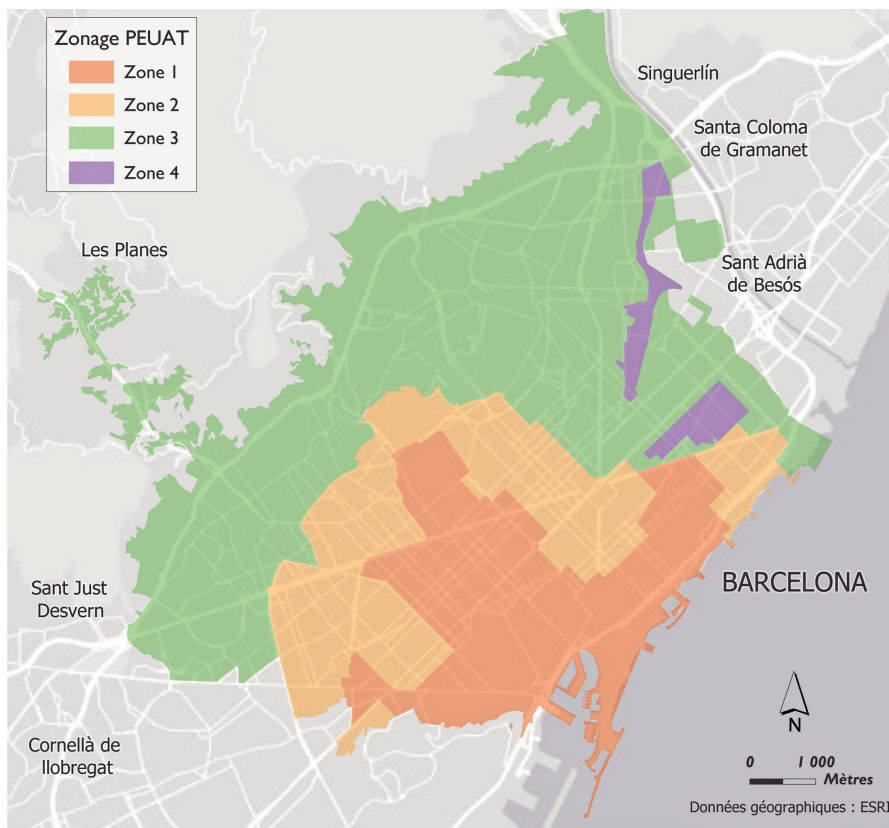 Zonage PEUAT
Zone 1
Zone 2
Zone 3
Zone 4
Singuerlín
Santa Coloma
de Gramanet
Les Planes
Sant Adrià
de Besós
BARCELONA
Sant Just
Desvern
Cornellà de
llobregat
N
0 1 000
Mètres
Données géographiques : ESRI